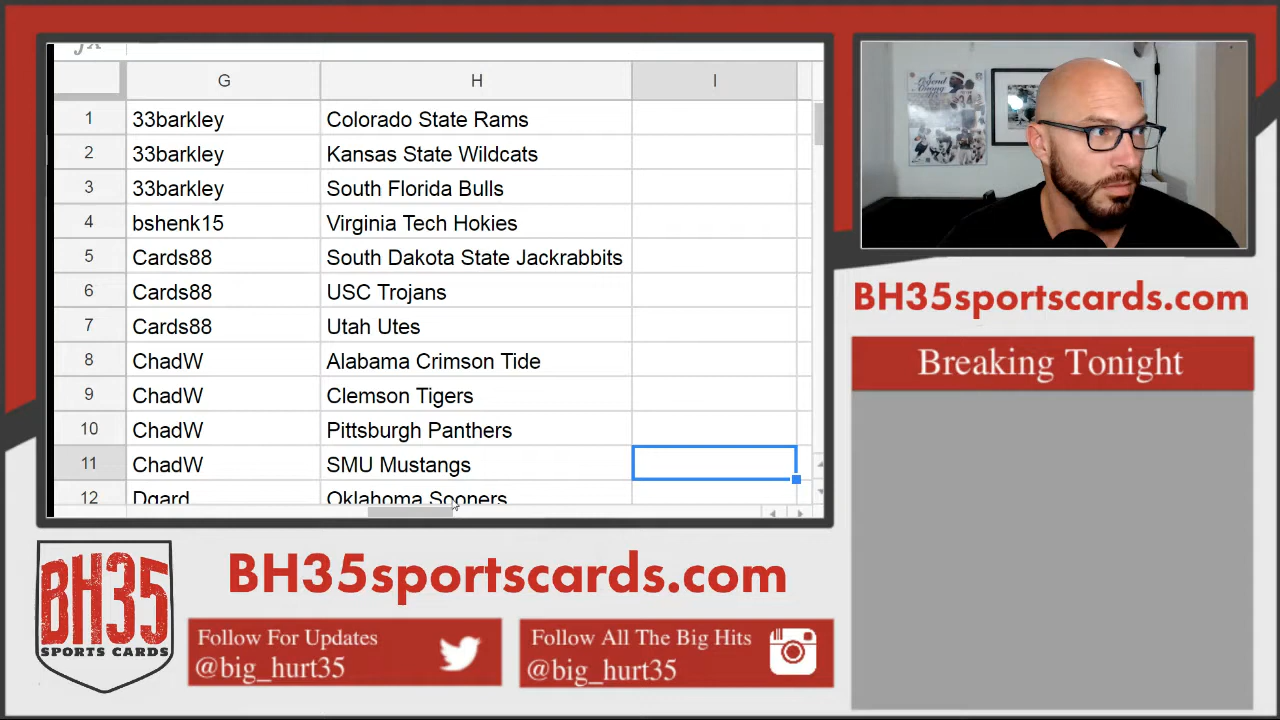 G H I
1 33barkley Colorado State Rams
2 33barkley Kansas State Wildcats
3 33barkley South Florida Bulls
4 bshenk15 Virginia Tech Hokies
5 Cards88 South Dakota State Jackrabbits
6 Cards88 USC Trojans
7 Cards88 Utah Utes
8 ChadW Alabama Crimson Tide
9 ChadW Clemson Tigers
10 ChadW Pittsburgh Panthers
11 ChadW SMU Mustangs
12 Dgard Oklahoma Sooners
BH35sportscards.com
Breaking Tonight
BH35
SPORTS CARDS
BH35sportscards.com
Follow For Updates
@big_hurt35
Follow All The Big Hits
@big_hurt35